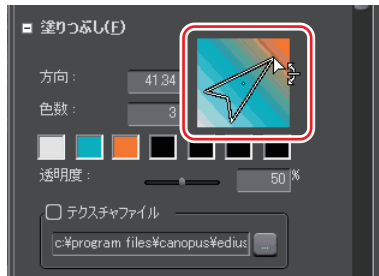 塗りつぶし(F)
方向： 41.34
色数： 3
透明度： 50 %
テクスチャファイル
c:¥program files¥canopus¥edius ...